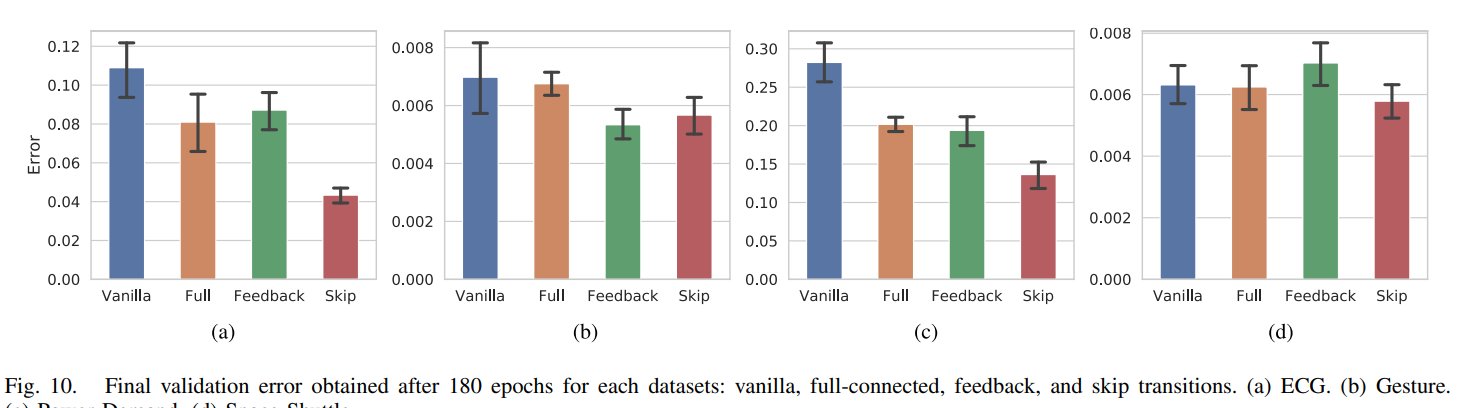 0.12
0.10
0.08
0.06
0.04
0.02
0.00
Error
Vanilla Full Feedback Skip
(a)
0.008
0.006
0.004
0.002
0.000
Vanilla Full Feedback Skip
(b)
0.30
0.25
0.20
0.15
0.10
0.05
0.00
Vanilla Full Feedback Skip
(c)
0.008
0.006
0.004
0.002
0.000
Vanilla Full Feedback Skip
(d)
Fig. 10. Final validation error obtained after 180 epochs for each datasets: vanilla, full-connected, feedback, and skip transitions. (a) ECG. (b) Gesture.
(c) Power Demand. (d) Space Shuttle.